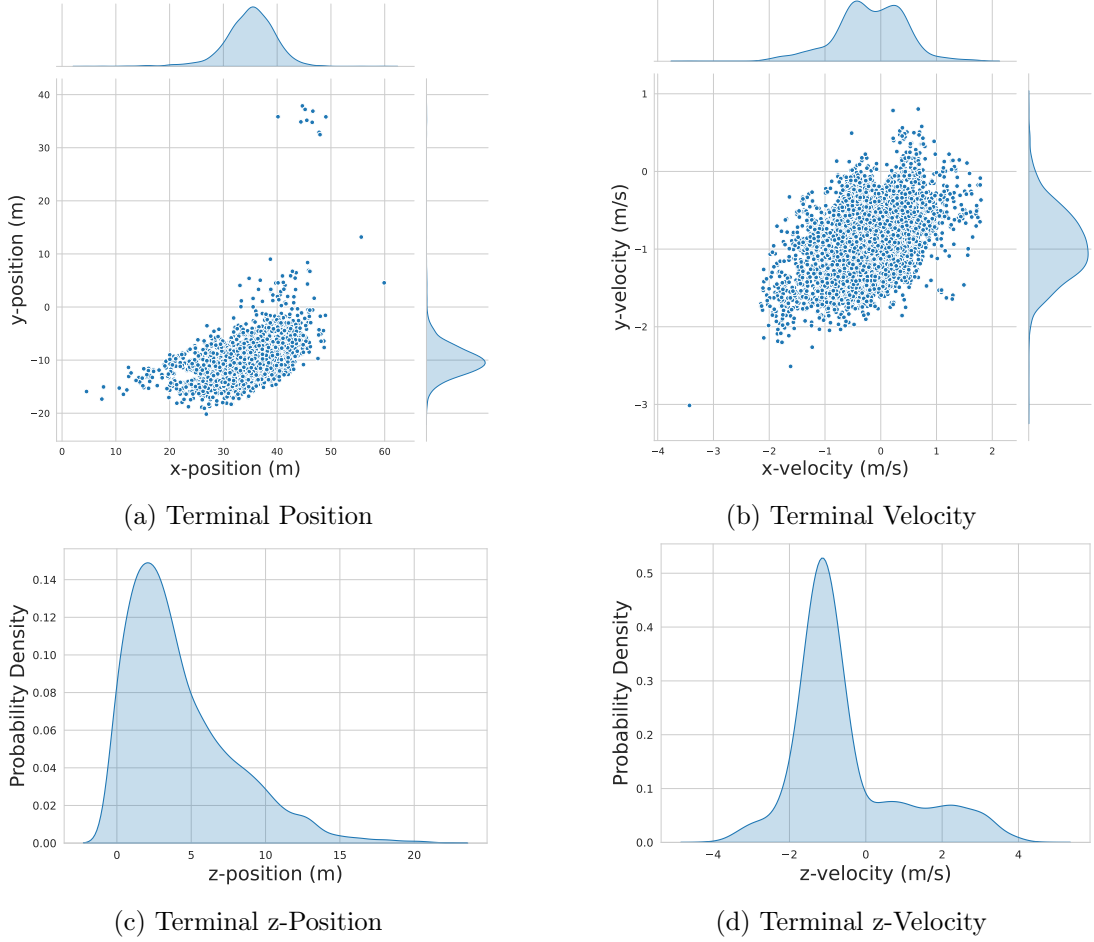 40
30
20
10
0
−10
−20
y-position (m)
0 10 20 30 40 50 60
x-position (m)
(a) Terminal Position
1
0
−1
−2
−3
y-velocity (m/s)
−4 −3 −2 −1 0 1 2
x-velocity (m/s)
(b) Terminal Velocity
0.14
0.12
0.10
0.08
0.06
0.04
0.02
0.00
Probability Density
0 5 10 15 20
z-position (m)
(c) Terminal z-Position
0.5
0.4
0.3
0.2
0.1
0.0
Probability Density
−4 −2 0 2 4
z-velocity (m/s)
(d) Terminal z-Velocity